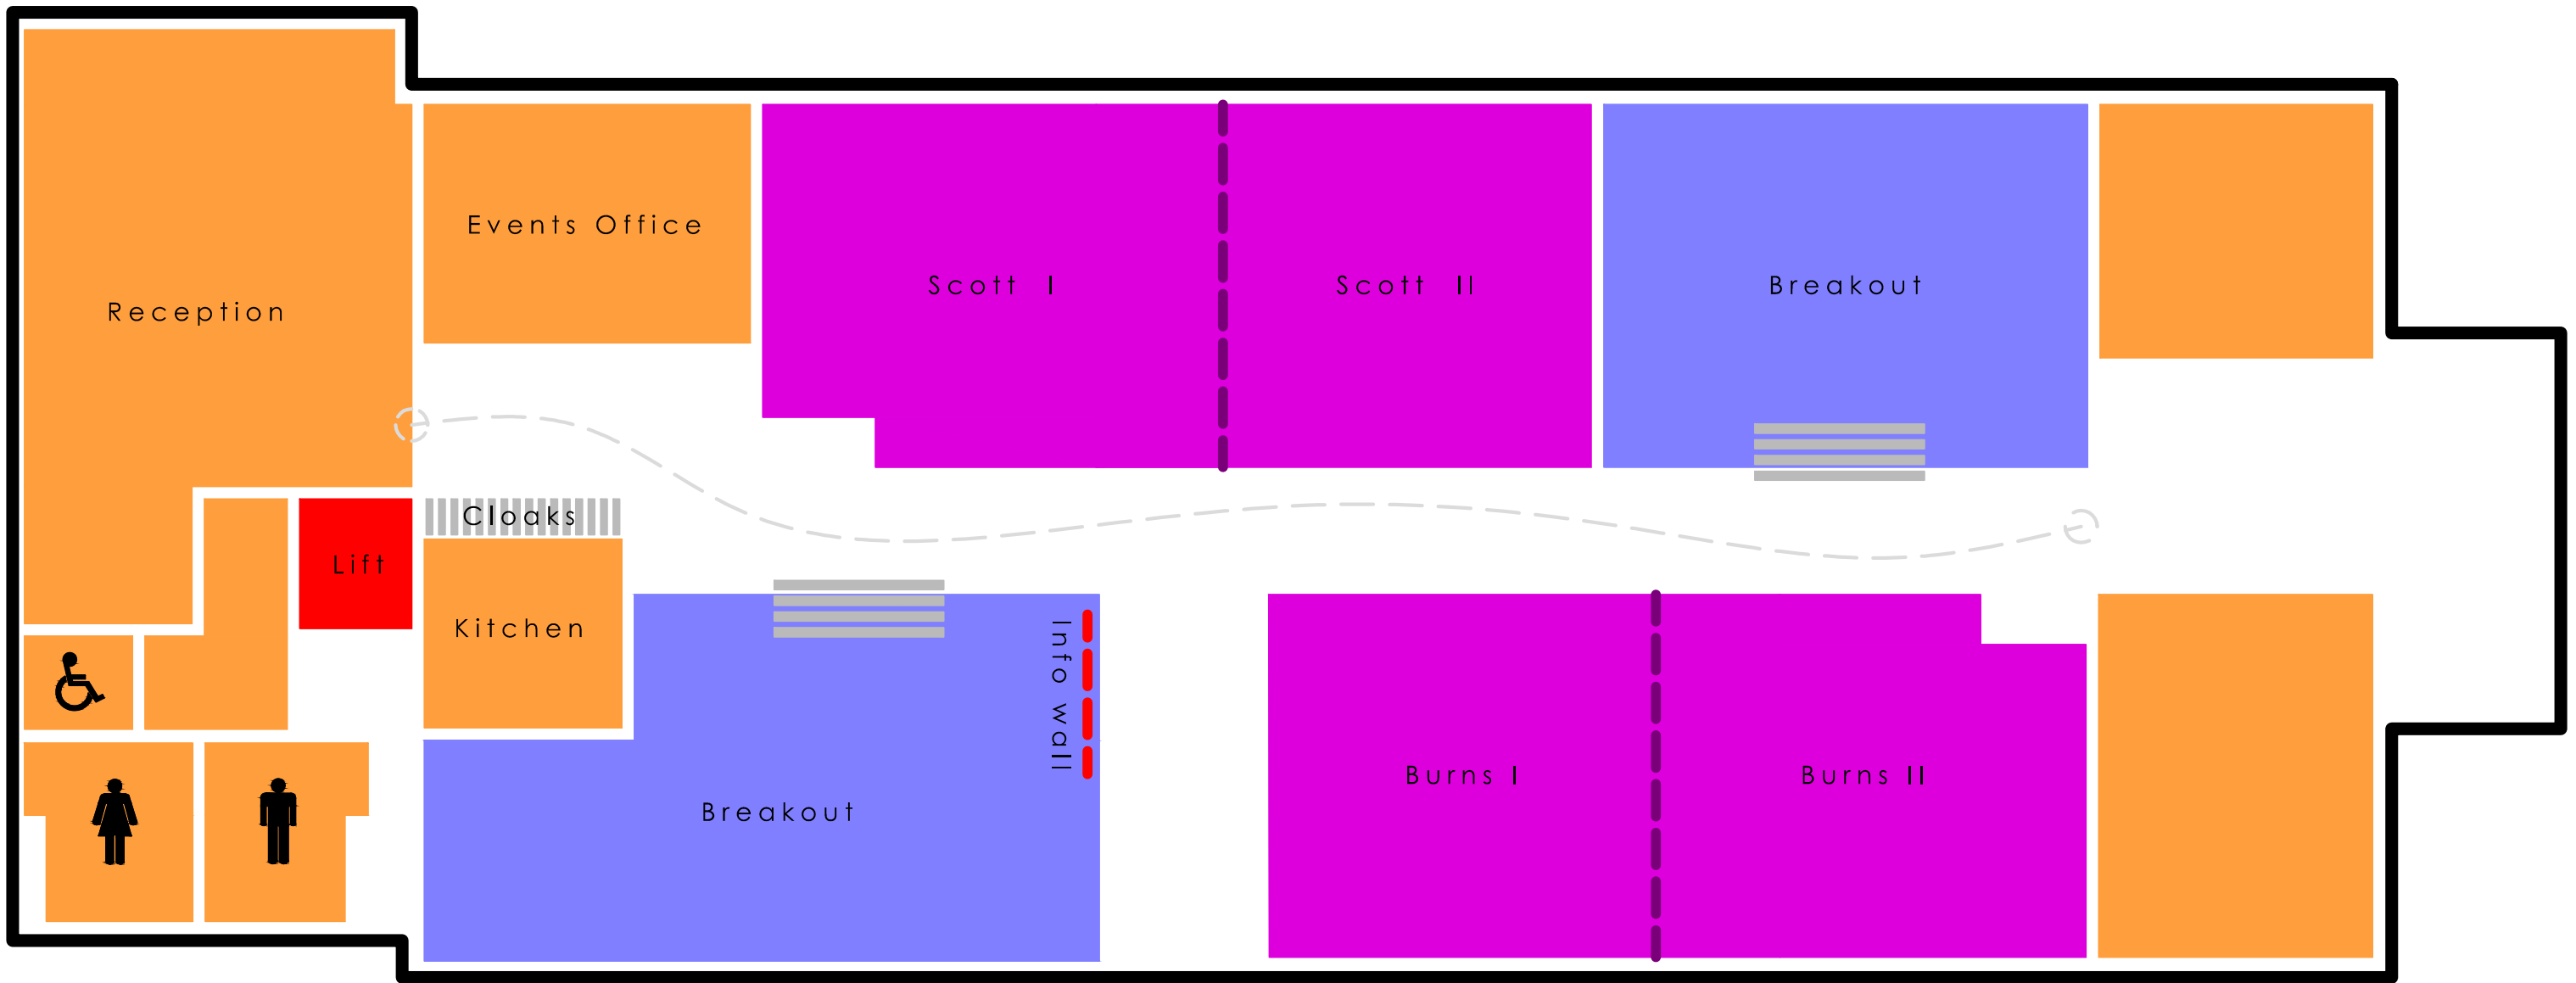 Events Office
Scott I
Scott II
Breakout
Reception
Cloaks
Lift
Kitchen
Info wall
Breakout
Burns I
Burns II